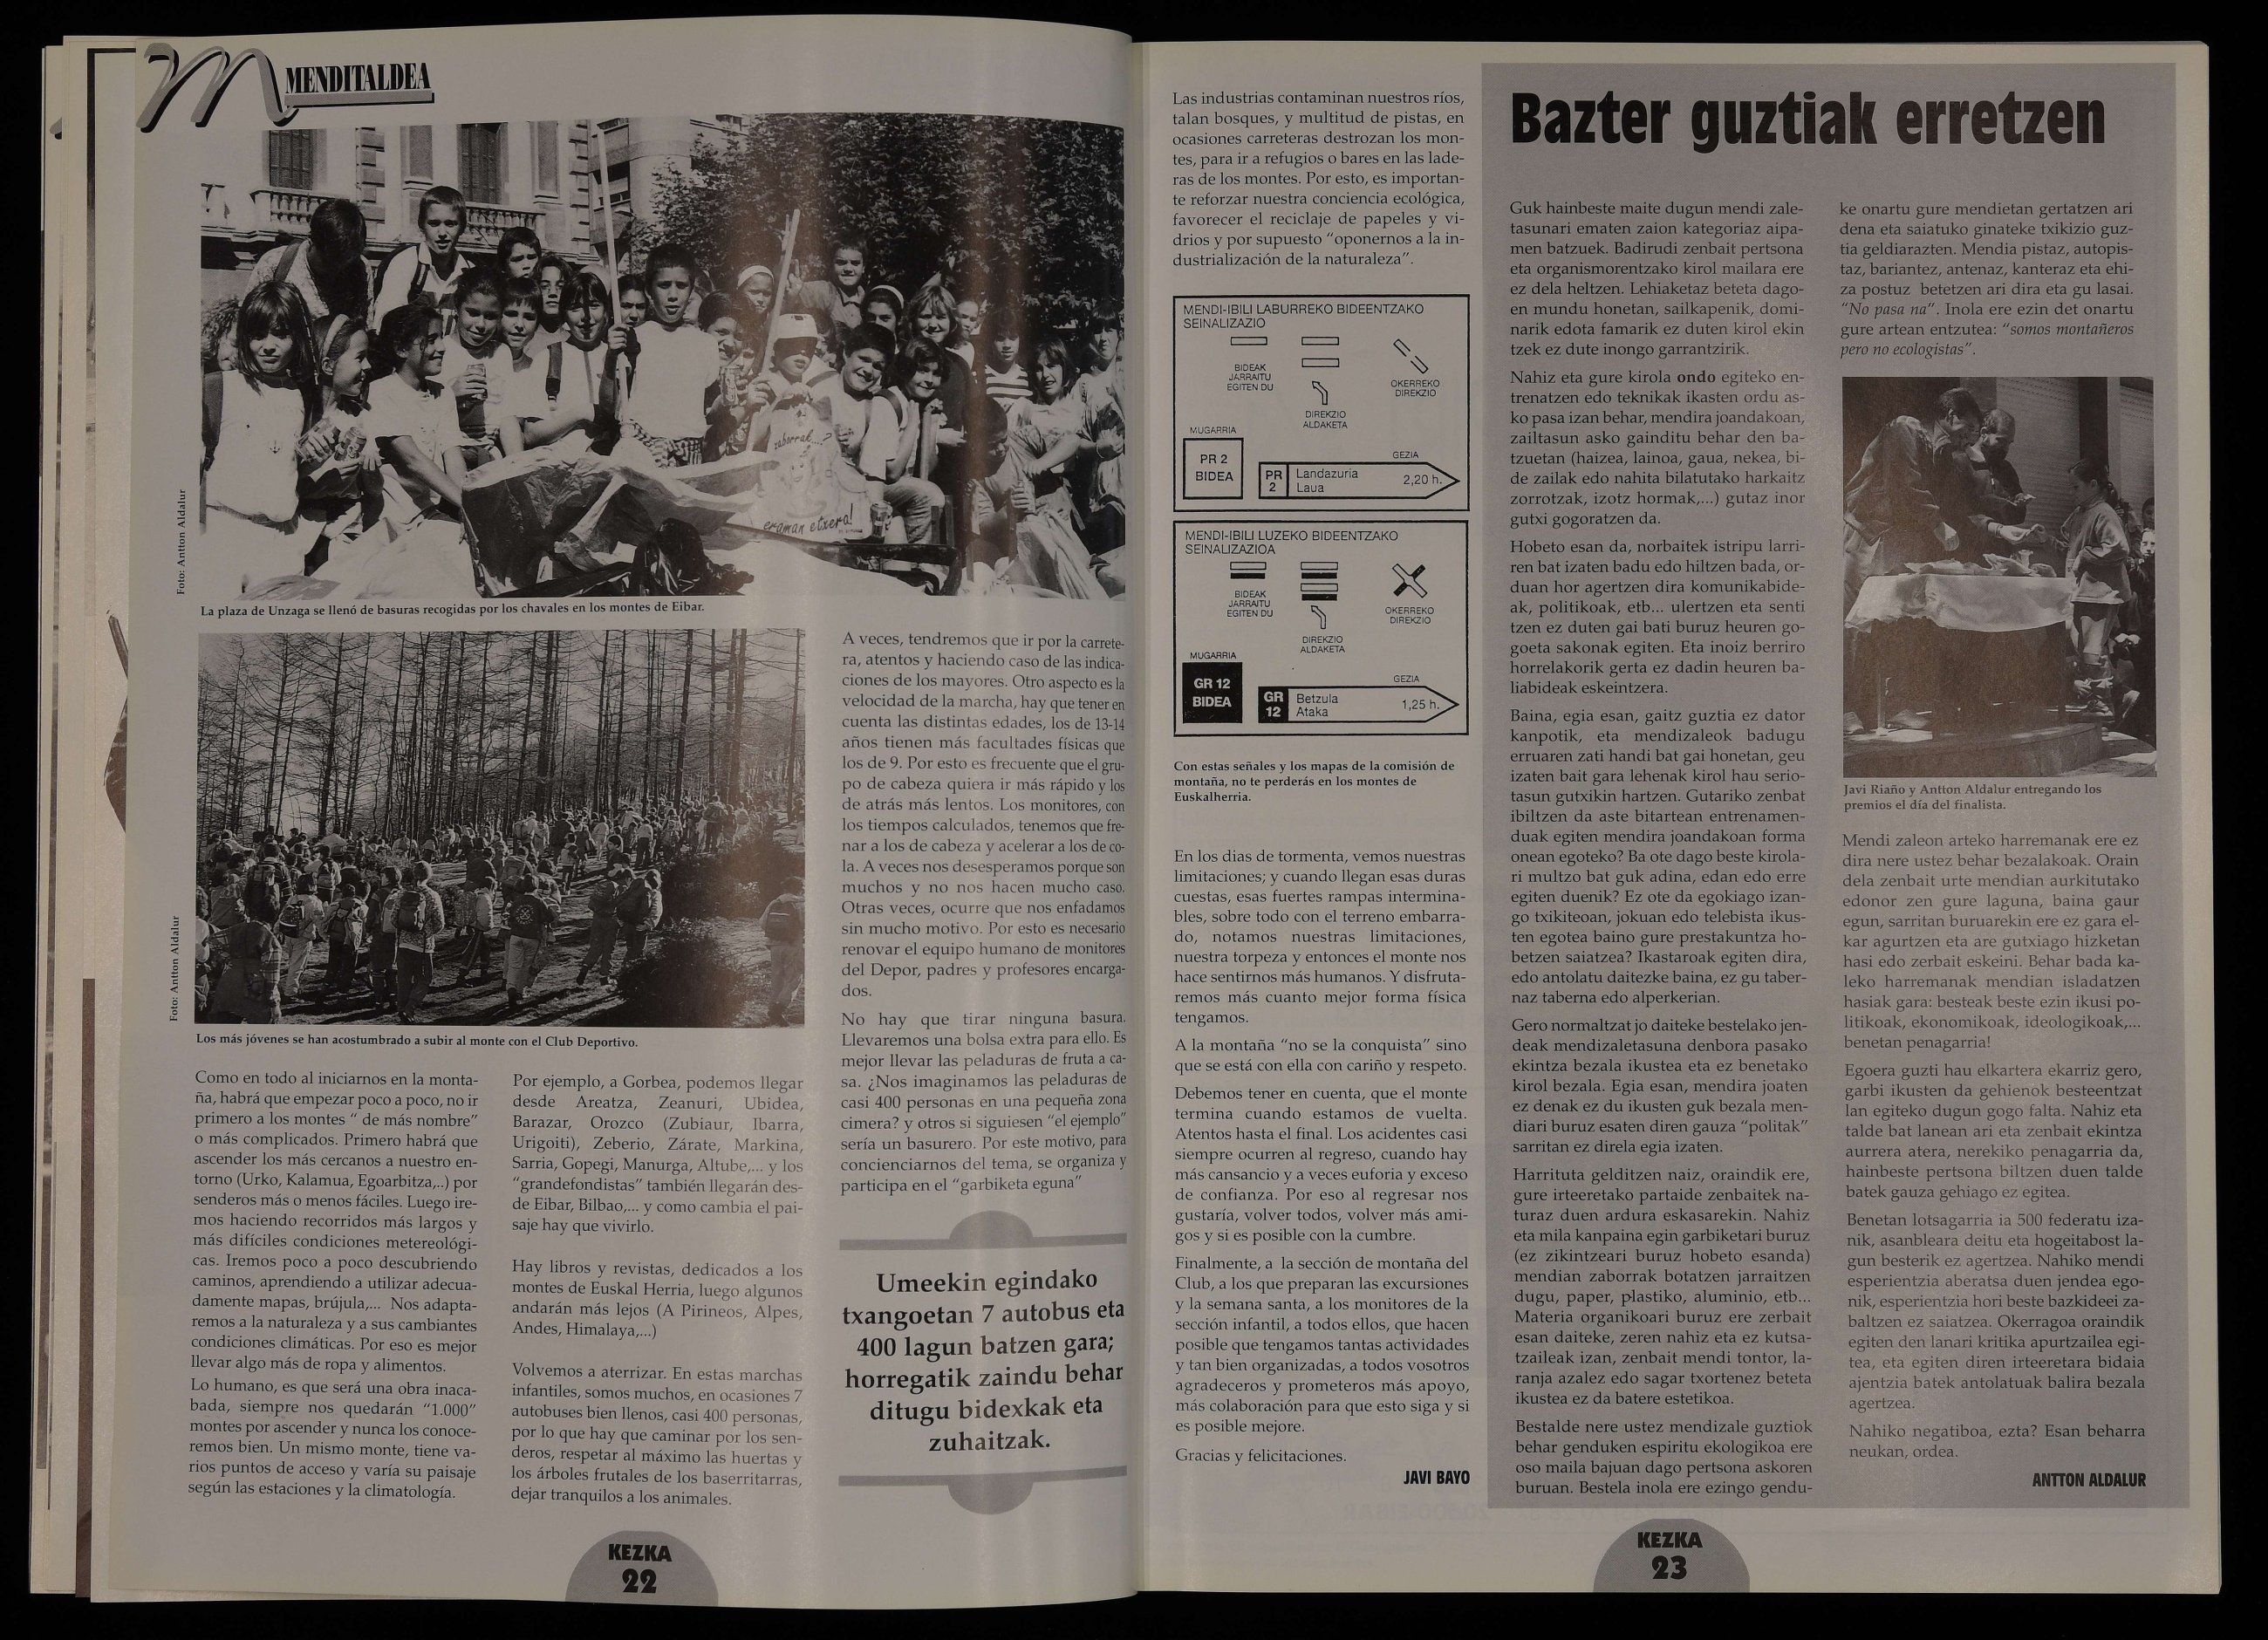 MENDITALDEA
zaborrak...?
eraman etxera!
Foto: Antton Aldalur
La plaza de Unzaga se llenó de basuras recogidas por los chavales en los montes de Eibar.
Foto: Antton Aldalur
Los más jóvenes se han acostumbrado a subir al monte con el Club Deportivo.
Como en todo al iniciarnos en la monta-
ña, habrá que empezar poco a poco, no ir
primero a los montes “ de más nombre”
o más complicados. Primero habrá que
ascender los más cercanos a nuestro en-
torno (Urko, Kalamua, Egoarbitza,..) por
senderos más o menos fáciles. Luego ire-
mos haciendo recorridos más largos y
más difíciles condiciones metereológi-
cas. Iremos poco a poco descubriendo
caminos, aprendiendo a utilizar adecua-
damente mapas, brújula,... Nos adapta-
remos a la naturaleza y a sus cambiantes
condiciones climáticas. Por eso es mejor
llevar algo más de ropa y alimentos.
Lo humano, es que será una obra inaca-
bada, siempre nos quedarán “1.000”
montes por ascender y nunca los conoce-
remos bien. Un mismo monte, tiene va-
rios puntos de acceso y varía su paisaje
según las estaciones y la climatología.
Por ejemplo, a Gorbea, podemos llegar
desde Areatza, Zeanuri, Ubidea,
Barazar, Orozco (Zubiaur, Ibarra,
Urigoiti), Zeberio, Zárate, Markina,
Sarria, Gopegi, Manurga, Altube,... y los
“grandefondistas” también llegarán des-
de Eibar, Bilbao,... y como cambia el pai-
saje hay que vivirlo.
Hay libros y revistas, dedicados a los
montes de Euskal Herria, luego algunos
andarán más lejos (A Pirineos, Alpes,
Andes, Himalaya,...)
Volvemos a aterrizar. En estas marchas
infantiles, somos muchos, en ocasiones 7
autobuses bien llenos, casi 400 personas,
por lo que hay que caminar por los sen-
deros, respetar al máximo las huertas y
los árboles frutales de los baserritarras,
dejar tranquilos a los animales.
A veces, tendremos que ir por la carrete-
ra, atentos y haciendo caso de las indica-
ciones de los mayores. Otro aspecto es la
velocidad de la marcha, hay que tener en
cuenta las distintas edades, los de 13-14
años tienen más facultades físicas que
los de 9. Por esto es frecuente que el gru-
po de cabeza quiera ir más rápido y los
de atrás más lentos. Los monitores, con
los tiempos calculados, tenemos que fre-
nar a los de cabeza y acelerar a los de co-
la. A veces nos desesperamos porque son
muchos y no nos hacen mucho caso.
Otras veces, ocurre que nos enfadamos
sin mucho motivo. Por esto es necesario
renovar el equipo humano de monitores
del Depor, padres y profesores encarga-
dos.
No hay que tirar ninguna basura.
Llevaremos una bolsa extra para ello. Es
mejor llevar las peladuras de fruta a ca-
sa. ¿Nos imaginamos las peladuras de
casi 400 personas en una pequeña zona
cimera? y otros si siguiesen “el ejemplo”
sería un basurero. Por este motivo, para
concienciarnos del tema, se organiza y
participa en el “garbiketa eguna”
Umeekin egindako
txangoetan 7 autobus eta
400 lagun batzen gara;
horregatik zaindu behar
ditugu bidexkak eta
zuhaitzak.
KEZKA
22
Las industrias contaminan nuestros ríos,
talan bosques, y multitud de pistas, en
ocasiones carreteras destrozan los mon-
tes, para ir a refugios o bares en las lade-
ras de los montes. Por esto, es importan-
te reforzar nuestra conciencia ecológica,
favorecer el reciclaje de papeles y vi-
drios y por supuesto “oponernos a la in-
dustrialización de la naturaleza”.
MENDI-IBILI LABURREKO BIDEENTZAKO
SEINALIZAZIO
BIDEAK
JARRAITU
EGITEN DU
DIREKZIO
ALDAKETA
OKERREKO
DIREKZIO
MUGARRIA
PR 2
BIDEA
GEZIA
PR
2
Landazuria
Laua
2,20 h.
MENDI-IBILI LUZEKO BIDEENTZAKO
SEINALIZAZIOA
BIDEAK
JARRAITU
EGITEN DU
DIREKZIO
ALDAKETA
OKERREKO
DIREKZIO
MUGARRIA
GR 12
BIDEA
GEZIA
GR
12
Betzula
Ataka
1,25 h.
Con estas señales y los mapas de la comisión de
montaña, no te perderás en los montes de
Euskalherria.
En los dias de tormenta, vemos nuestras
limitaciones; y cuando llegan esas duras
cuestas, esas fuertes rampas intermina-
bles, sobre todo con el terreno embarra-
do, notamos nuestras limitaciones,
nuestra torpeza y entonces el monte nos
hace sentirnos más humanos. Y disfruta-
remos más cuanto mejor forma física
tengamos.
A la montaña “no se la conquista” sino
que se está con ella con cariño y respeto.
Debemos tener en cuenta, que el monte
termina cuando estamos de vuelta.
Atentos hasta el final. Los acidentes casi
siempre ocurren al regreso, cuando hay
más cansancio y a veces euforia y exceso
de confianza. Por eso al regresar nos
gustaría, volver todos, volver más ami-
gos y si es posible con la cumbre.
Finalmente, a la sección de montaña del
Club, a los que preparan las excursiones
y la semana santa, a los monitores de la
sección infantil, a todos ellos, que hacen
posible que tengamos tantas actividades
y tan bien organizadas, a todos vosotros
agradeceros y prometeros más apoyo,
más colaboración para que esto siga y si
es posible mejore.
Gracias y felicitaciones.
JAVI BAYO
Bazter guztiak erretzen
Guk hainbeste maite dugun mendi zale-
tasunari ematen zaion kategoriaz aipa-
men batzuek. Badirudi zenbait pertsona
eta organismorentzako kirol mailara ere
ez dela heltzen. Lehiaketaz beteta dago-
en mundu honetan, sailkapenik, domi-
narik edota famarik ez duten kirol ekin
tzek ez dute inongo garrantzirik.
Nahiz eta gure kirola ondo egiteko en-
trenatzen edo teknikak ikasten ordu as-
ko pasa izan behar, mendira joandakoan,
zailtasun asko gainditu behar den ba-
tzuetan (haizea, lainoa, gaua, nekea, bi-
de zailak edo nahita bilatutako harkaitz
zorrotzak, izotz hormak,...) gutaz inor
gutxi gogoratzen da.
Hobeto esan da, norbaitek istripu larri-
ren bat izaten badu edo hiltzen bada, or-
duan hor agertzen dira komunikabide-
ak, politikoak, etb... ulertzen eta senti
tzen ez duten gai bati buruz heuren go-
goeta sakonak egiten. Eta inoiz berriro
horrelakorik gerta ez dadin heuren ba-
liabideak eskeintzera.
Baina, egia esan, gaitz guztia ez dator
kanpotik, eta mendizaleok badugu
erruaren zati handi bat gai honetan, geu
izaten bait gara lehenak kirol hau serio-
tasun gutxikin hartzen. Gutariko zenbat
ibiltzen da aste bitartean entrenamen-
duak egiten mendira joandakoan forma
onean egoteko? Ba ote dago beste kirola-
ri multzo bat guk adina, edan edo erre
egiten duenik? Ez ote da egokiago izan-
go txikiteoan, jokuan edo telebista ikus-
ten egotea baino gure prestakuntza ho-
betzen saiatzea? Ikastaroak egiten dira,
edo antolatu daitezke baina, ez gu taber-
naz taberna edo alperkerian.
Gero normaltzat jo daiteke bestelako jen-
deak mendizaletasuna denbora pasako
ekintza bezala ikustea eta ez benetako
kirol bezala. Egia esan, mendira joaten
ez denak ez du ikusten guk bezala men-
diari buruz esaten diren gauza “politak”
sarritan ez direla egia izaten.
Harrituta gelditzen naiz, oraindik ere,
gure irteeretako partaide zenbaitek na-
turaz duen ardura eskasarekin. Nahiz
eta mila kanpaina egin garbiketari buruz
(ez zikintzeari buruz hobeto esanda)
mendian zaborrak botatzen jarraitzen
dugu, paper, plastiko, aluminio, etb...
Materia organikoari buruz ere zerbait
esan daiteke, zeren nahiz eta ez kutsa-
tzaileak izan, zenbait mendi tontor, la-
ranja azalez edo sagar txortenez beteta
ikustea ez da batere estetikoa.
Bestalde nere ustez mendizale guztiok
behar genduken espiritu ekologikoa ere
oso maila bajuan dago pertsona askoren
buruan. Bestela inola ere ezingo gendu-
ke onartu gure mendietan gertatzen ari
dena eta saiatuko ginateke txikizio guz-
tia geldiarazten. Mendia pistaz, autopis-
taz, bariantez, antenaz, kanteraz eta ehi-
za postuz betetzen ari dira eta gu lasai.
“No pasa na”. Inola ere ezin det onartu
gure artean entzutea: “somos montañeros
pero no ecologistas”.
Javi Riaño y Antton Aldalur entregando los
premios el día del finalista.
Mendi zaleon arteko harremanak ere ez
dira nere ustez behar bezalakoak. Orain
dela zenbait urte mendian aurkitutako
edonor zen gure laguna, baina gaur
egun, sarritan buruarekin ere ez gara el-
kar agurtzen eta are gutxiago hizketan
hasi edo zerbait eskeini. Behar bada ka-
leko harremanak mendian isladatzen
hasiak gara: besteak beste ezin ikusi po-
litikoak, ekonomikoak, ideologikoak,...
benetan penagarria!
Egoera guzti hau elkartera ekarriz gero,
garbi ikusten da gehienok besteentzat
lan egiteko dugun gogo falta. Nahiz eta
talde bat lanean ari eta zenbait ekintza
aurrera atera, nerekiko penagarria da,
hainbeste pertsona biltzen duen talde
batek gauza gehiago ez egitea.
Benetan lotsagarria ia 500 federatu iza-
nik, asanbleara deitu eta hogeitabost la-
gun besterik ez agertzea. Nahiko mendi
esperientzia aberatsa duen jendea ego-
nik, esperientzia hori beste bazkideei za-
baltzen ez saiatzea. Okerragoa oraindik
egiten den lanari kritika apurtzailea egi-
tea, eta egiten diren irteeretara bidaia
ajentzia batek antolatuak balira bezala
agertzea.
Nahiko negatiboa, ezta? Esan beharra
neukan, ordea.
ANTTON ALDALUR
KEZKA
23